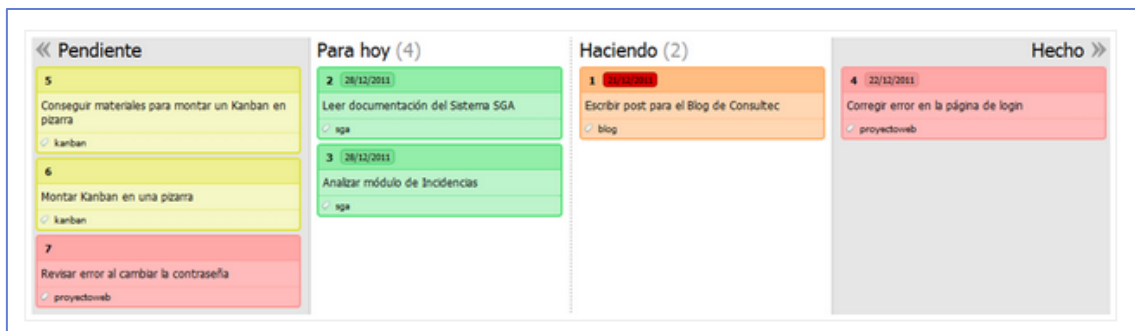 « Pendiente
5
Conseguir materiales para montar un Kanban en
pizarra
kanban
6
Montar Kanban en una pizarra
kanban
7
Revisar error al cambiar la contraseña
proyectoweb
Para hoy (4)
2 28/12/2011
Leer documentación del Sistema SGA
sga
3 28/12/2011
Analizar módulo de Incidencias
sga
Haciendo (2)
1 21/12/2011
Escribir post para el Blog de Consultec
blog
Hecho »
4 22/12/2011
Corregir error en la página de login
proyectoweb